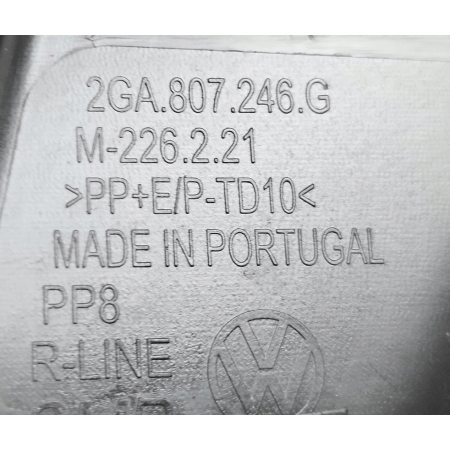 2GA.807.246.G
M-226.2.21
>PP+E/P-TD10<
MADE IN PORTUGAL
PP8
R-LINE